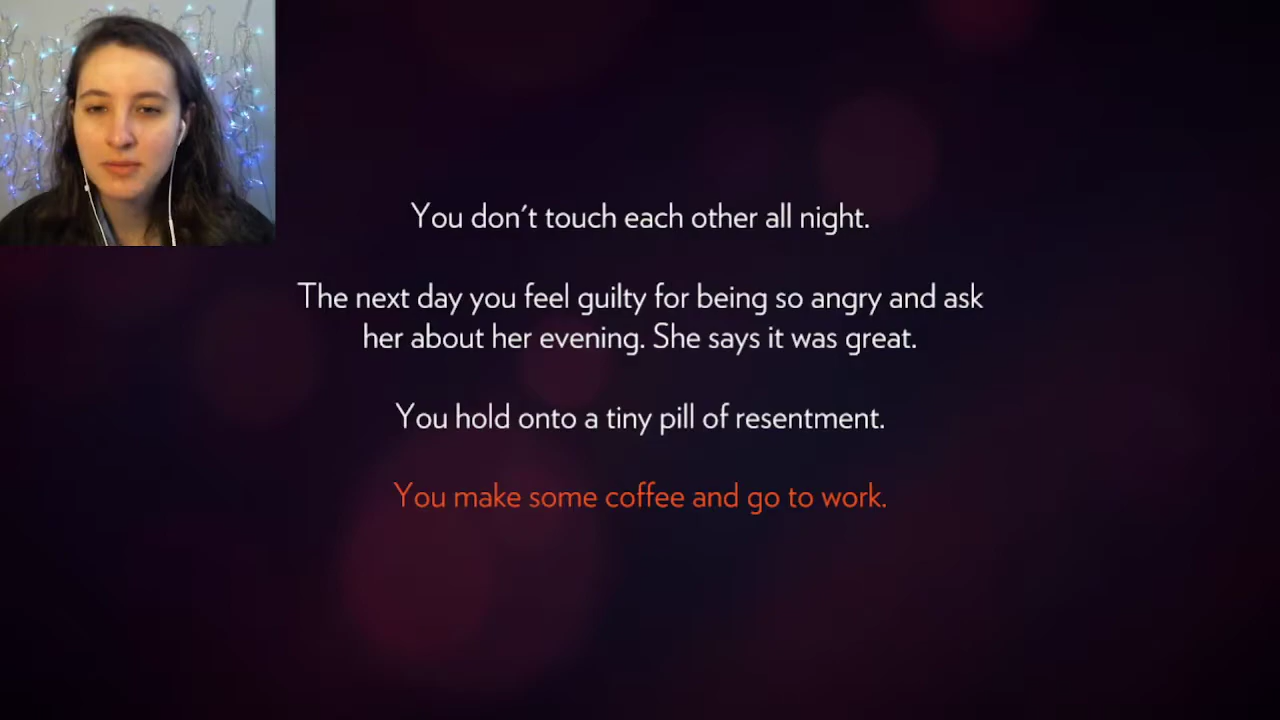 You don't touch each other all night.
The next day you feel guilty for being so angry and ask
her about her evening. She says it was great.
You hold onto a tiny pill of resentment.
You make some coffee and go to work.